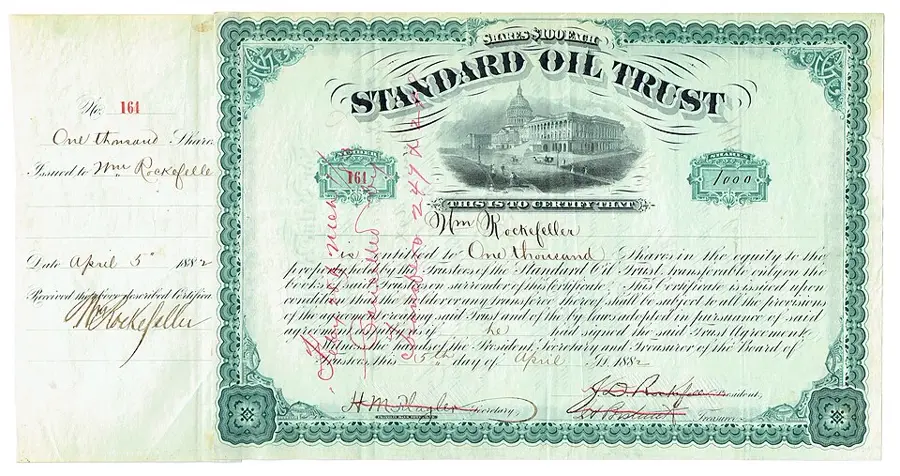 No. 161
One thousand Shares
Issued to Wm Rockefeller
Date April 5" 1882
Received the above described Certificate
Wm Rockefeller
SHARES $100 EACH
STANDARD OIL TRUST
NUMBER
161
SHARES
1000
THIS IS TO CERTIFY THAT
Wm Rockefeller
is entitled to One thousand Shares in the equity to the
property held by the Trustees of the Standard Oil Trust, transferable only on the
books of said Trustees on surrender of this Certificate. This Certificate is issued upon
condition that the holder or any transferee thereof shall be subject to all the provisions
of the agreement creating said Trust and of the by laws adopted in pursuance of said
agreement as fully as if he had signed the said Trust Agreement.
Witness the hands of the President, Secretary and Treasurer of the Board of
Trustees, this 5th day of April A.D. 1882
H M Flagler Secretary,
J D Rockefeller President,
Treasurer.
Cancelled by
Transfer to